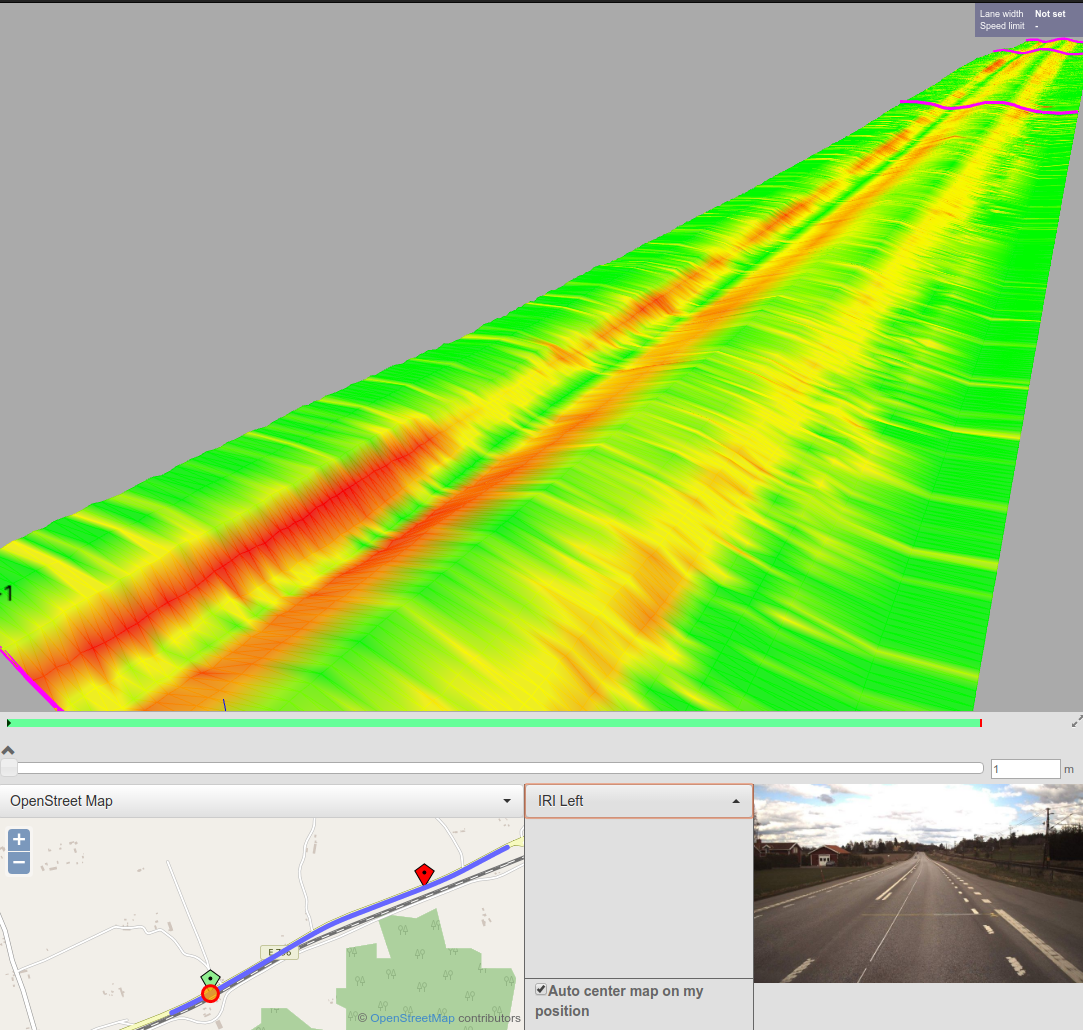 Lane width Not set
Speed limit -
-1
1 m
OpenStreet Map
IRI Left
+
−
Auto center map on my
position
© OpenStreetMap contributors